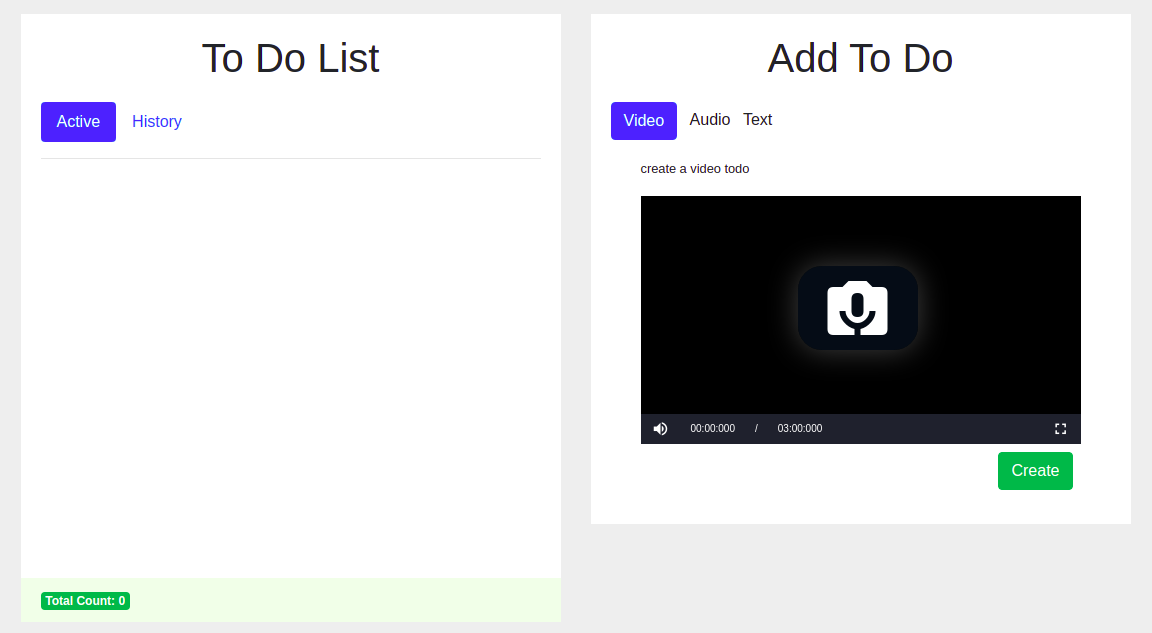 To Do List
Active History
Total Count: 0
Add To Do
Video Audio Text
create a video todo
00:00:000 / 03:00:000
Create